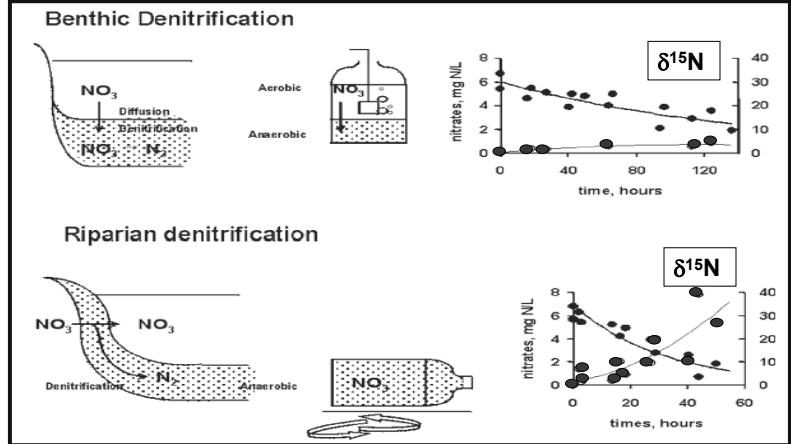 Benthic Denitrification
NO3
Diffusion
Denitrification
NO3 N2
Aerobic
NO3
Anaerobic
nitrates, mg N/L
8
6
4
2
0
δ15N
40
30
20
10
0
0 40 80 120
time, hours
Riparian denitrification
NO3 NO3
Denitrification
N2
Anaerobic
NO3
nitrates, mg N/L
8
6
4
2
0
δ15N
40
30
20
10
0
0 20 40 60
times, hours